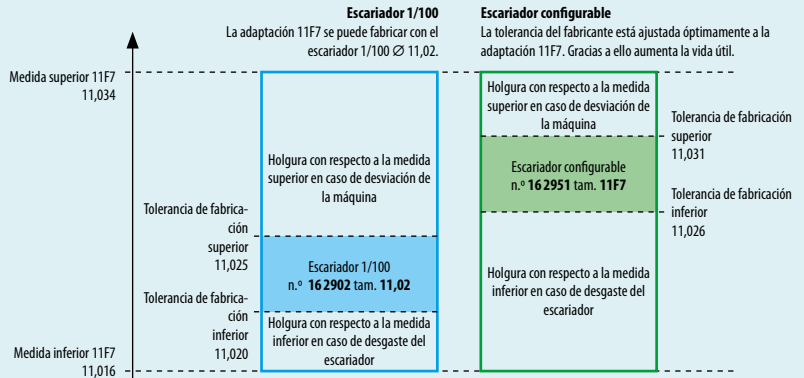 Escariador 1/100
La adaptación 11F7 se puede fabricar con el
escariador 1/100 ∅ 11,02.
Escariador configurable
La tolerancia del fabricante está ajustada óptimamente a la
adaptación 11F7. Gracias a ello aumenta la vida útil.
Medida superior 11F7
11,034
Holgura con respecto a la medida
superior en caso de desviación de
la máquina
Tolerancia de fabrica-
ción
superior
11,025
Escariador 1/100
n.º 16 2902 tam. 11,02
Tolerancia de fabrica-
ción
inferior
11,020
Holgura con respecto a la medida
inferior en caso de desgaste del
escariador
Medida inferior 11F7
11,016
Holgura con respecto a la medida
superior en caso de desviación de
la máquina
Tolerancia de fabricación
superior
11,031
Escariador configurable
n.º 16 2951 tam. 11F7
Tolerancia de fabricación
inferior
11,026
Holgura con respecto a la medida
inferior en caso de desgaste del
escariador